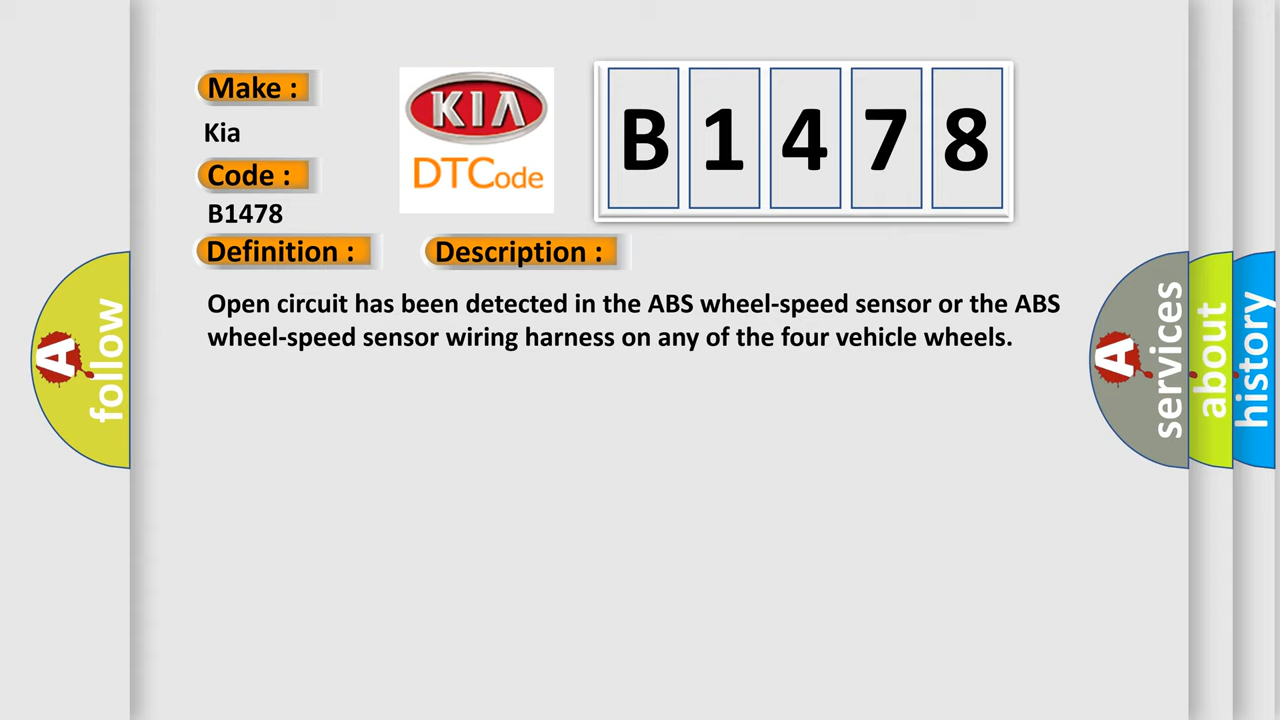 Make :
Kia
Code :
B1478
Definition :
Description :
KIA
DTCode
B 1 4 7 8
Open circuit has been detected in the ABS wheel-speed sensor or the ABS
wheel-speed sensor wiring harness on any of the four vehicle wheels.
A follow
A services
about
history